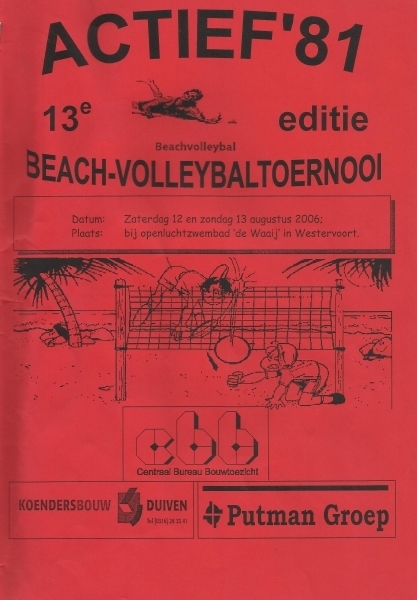 ACTIEF'81
13e editie
Beachvolleybal
BEACH-VOLLEYBALTOERNOOI
Datum: Zaterdag 12 en zondag 13 augustus 2006;
Plaats: bij openluchtzwembad 'de Waaij' in Westervoort.
cbb
Centraal Bureau Bouwtoezicht
KOENDERSBOUW DUIVEN
Putman Groep